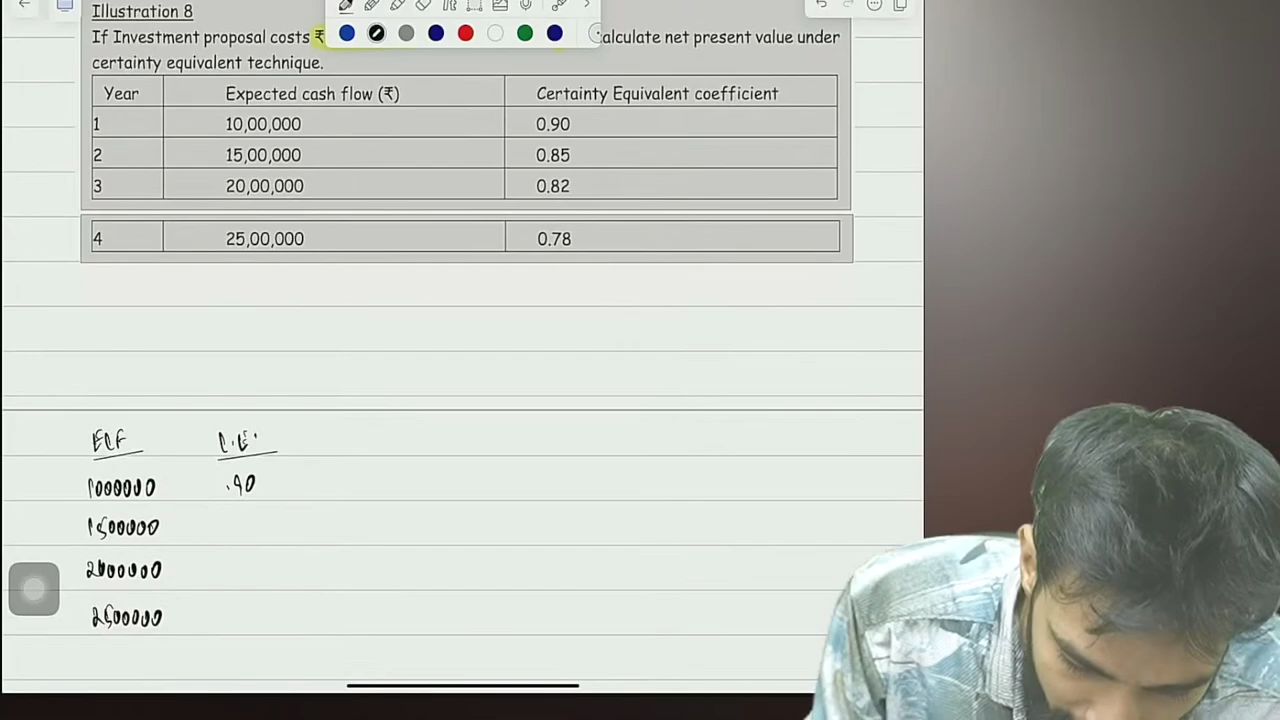 Illustration 8
If Investment proposal costs ₹ alculate net present value under
certainty equivalent technique.
Year Expected cash flow (₹) Certainty Equivalent coefficient
1 10,00,000 0.90
2 15,00,000 0.85
3 20,00,000 0.82
4 25,00,000 0.78
ECF C.E.
1000000 .90
1500000
2000000
2500000